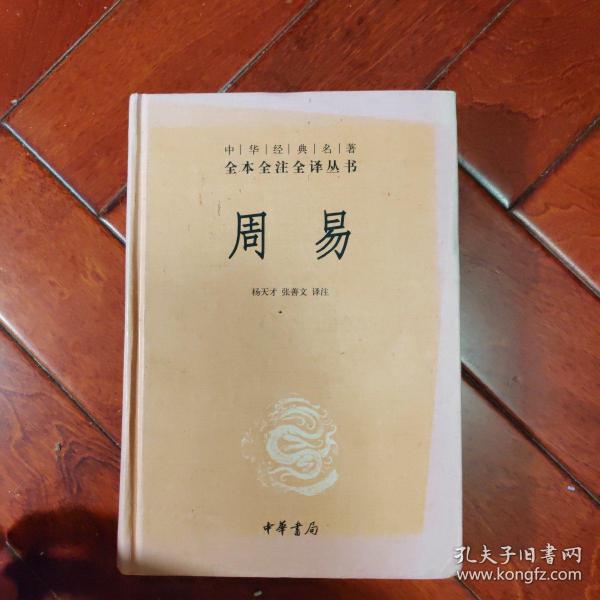 中|华|经|典|名|著
全本全注全译丛书
周易
杨天才 张善文 译注
中華書局
孔夫子旧書网
www.kongfz.com